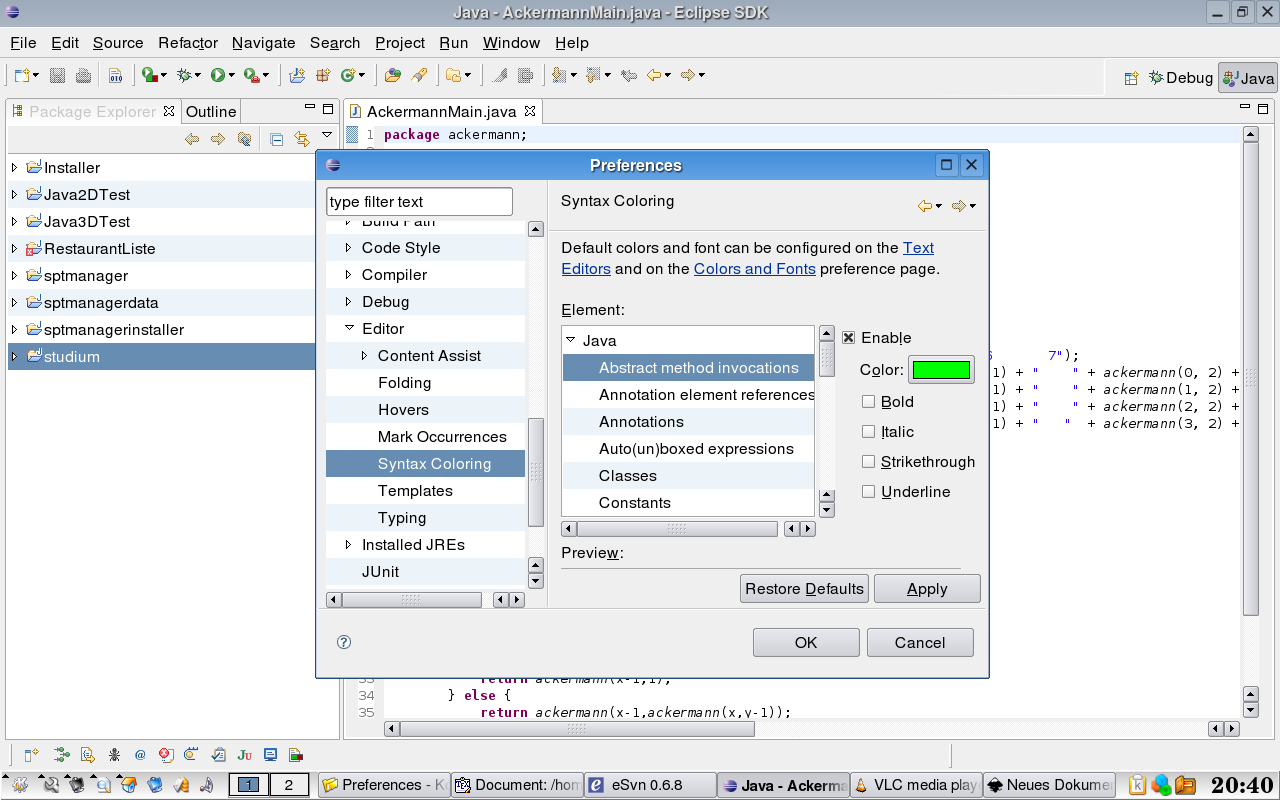 Java - AckermannMain.java - Eclipse SDK
File Edit Source Refactor Navigate Search Project Run Window Help
Debug Java
Package Explorer Outline
AckermannMain.java
1 package ackermann;
Installer
Java2DTest
Java3DTest
RestaurantListe
sptmanager
sptmanagerdata
sptmanagerinstaller
studium
Preferences
type filter text
Build Path
Code Style
Compiler
Debug
Editor
Content Assist
Folding
Hovers
Mark Occurrences
Syntax Coloring
Templates
Typing
Installed JREs
JUnit
Syntax Coloring
Default colors and font can be configured on the Text
Editors and on the Colors and Fonts preference page.
Element:
Java
Abstract method invocations
Annotation element references
Annotations
Auto(un)boxed expressions
Classes
Constants
Enable
Color:
Bold
Italic
Strikethrough
Underline
Preview:
Restore Defaults Apply
OK Cancel
7");
1) + " " + ackermann(0, 2) +
1) + " " + ackermann(1, 2) +
1) + " " + ackermann(2, 2) +
1) + " " + ackermann(3, 2) +
33 return ackermann(x-1,1);
34 } else {
35 return ackermann(x-1,ackermann(x,y-1));
1 2 Preferences - Ko Document: /hom eSvn 0.6.8 Java - Ackerma VLC media play Neues Dokumen 20:40